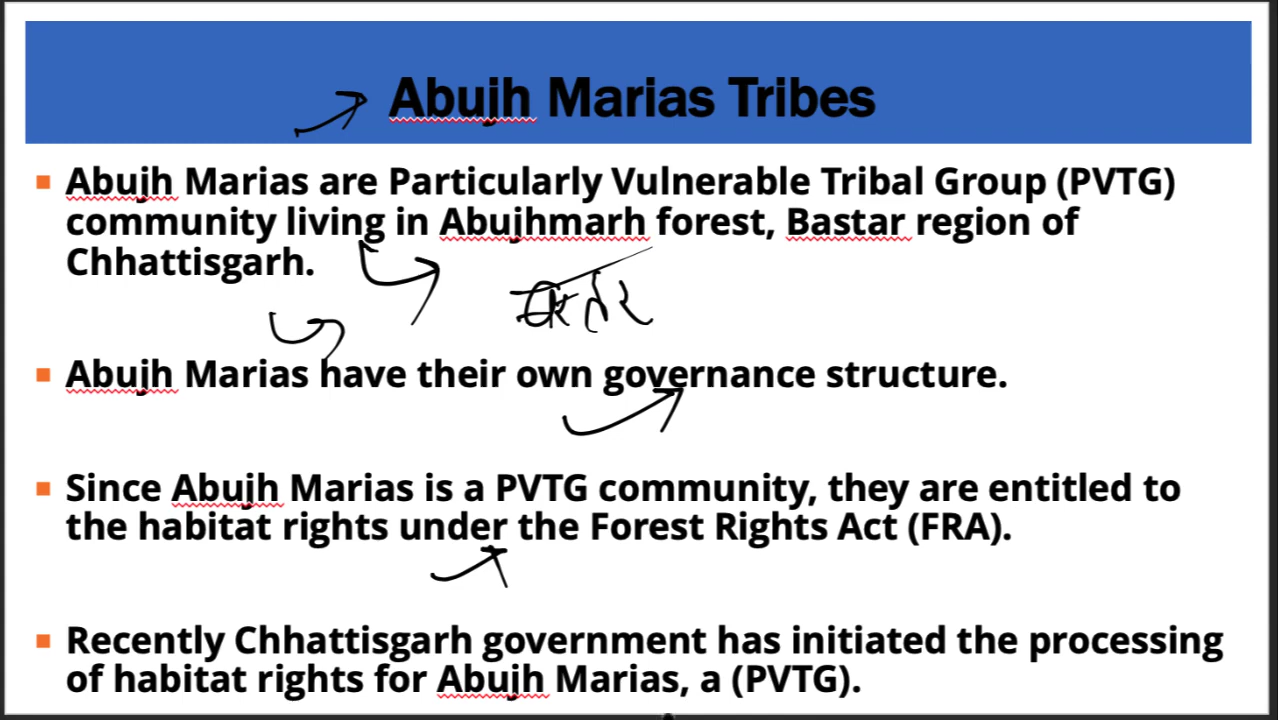 Abujh Marias Tribes
Abujh Marias are Particularly Vulnerable Tribal Group (PVTG)
community living in Abujhmarh forest, Bastar region of
Chhattisgarh.
Abujh Marias have their own governance structure.
Since Abujh Marias is a PVTG community, they are entitled to
the habitat rights under the Forest Rights Act (FRA).
Recently Chhattisgarh government has initiated the processing
of habitat rights for Abujh Marias, a (PVTG).